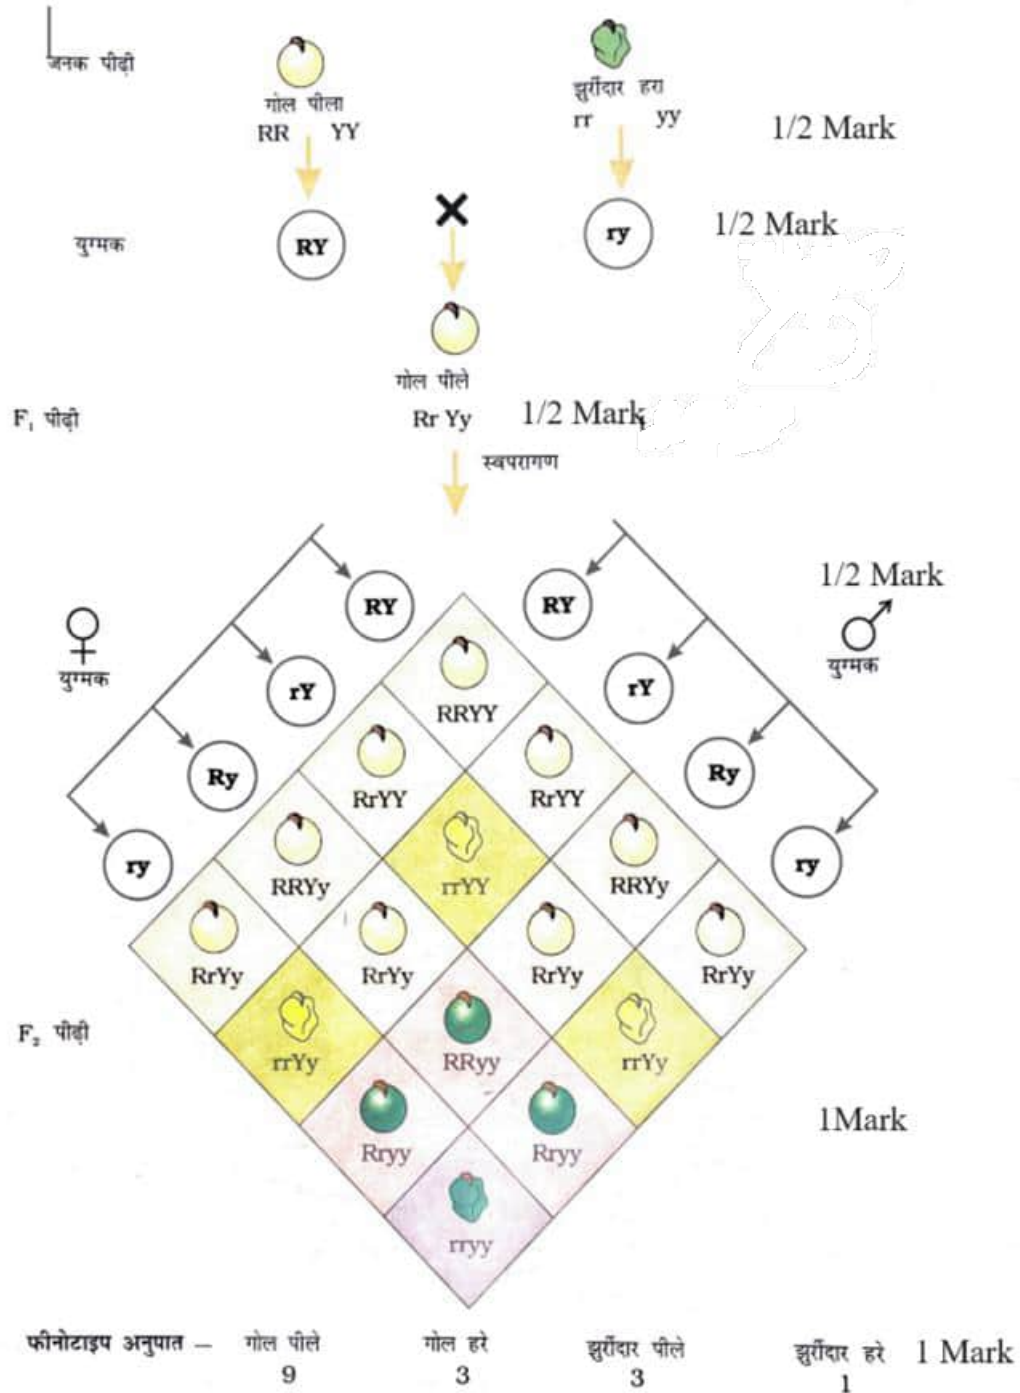 जनक पीढ़ी
गोल पीला
झुर्रीदार हरा
RR YY
rr yy
1/2 Mark
युग्मक
RY
ry
1/2 Mark
गोल पीले
F₁ पीढ़ी
Rr Yy
1/2 Mark
स्वपरागण
RY
RY
1/2 Mark
युग्मक
rY
rY
युग्मक
Ry
Ry
ry
ry
RRYY
RrYY
RrYY
RRYy
rrYY
RRYy
RrYy
RrYy
RrYy
RrYy
F₂ पीढ़ी
rrYy
RRyy
rrYy
1Mark
Rryy
Rryy
rryy
फीनोटाइप अनुपात – गोल पीले गोल हरे झुर्रीदार पीले झुर्रीदार हरे 1 Mark
9 3 3 1